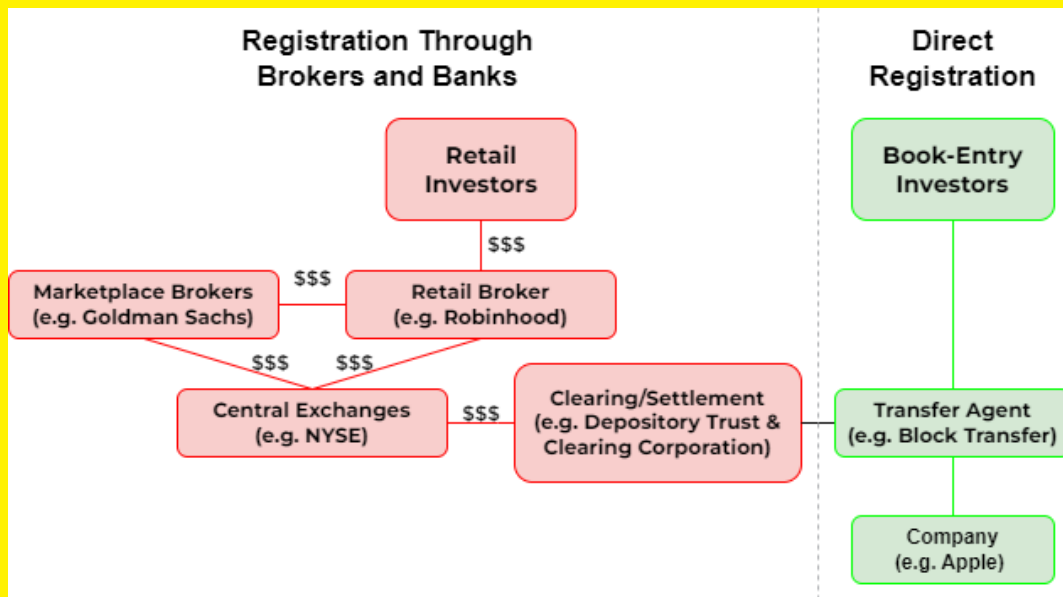 Registration Through
Brokers and Banks
Direct
Registration
Retail
Investors
Book-Entry
Investors
$$$
Marketplace Brokers
(e.g. Goldman Sachs)
$$$
Retail Broker
(e.g. Robinhood)
$$$
$$$
Central Exchanges
(e.g. NYSE)
$$$
Clearing/Settlement
(e.g. Depository Trust &
Clearing Corporation)
Transfer Agent
(e.g. Block Transfer)
Company
(e.g. Apple)